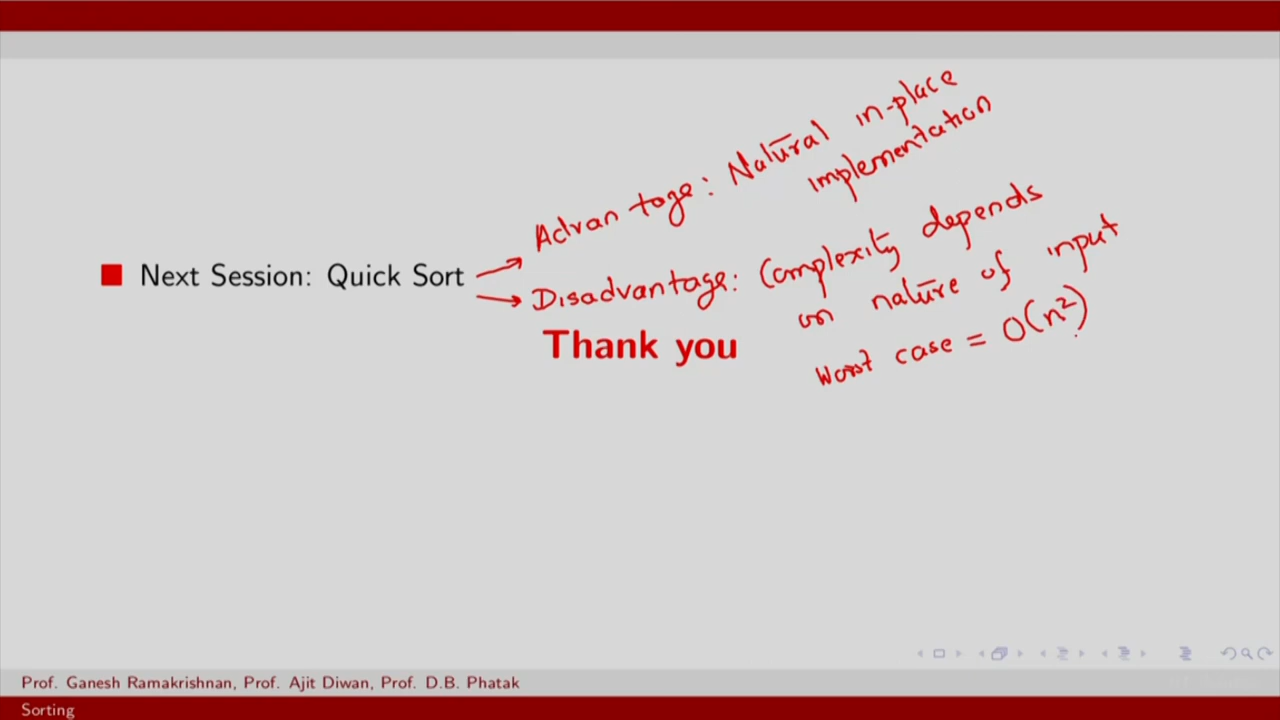 Advantage: Natural in-place
implementation
Next Session: Quick Sort
Disadvantage: Complexity depends
on nature of input
Worst case = O(n²)
Thank you
Prof. Ganesh Ramakrishnan, Prof. Ajit Diwan, Prof. D.B. Phatak
Sorting